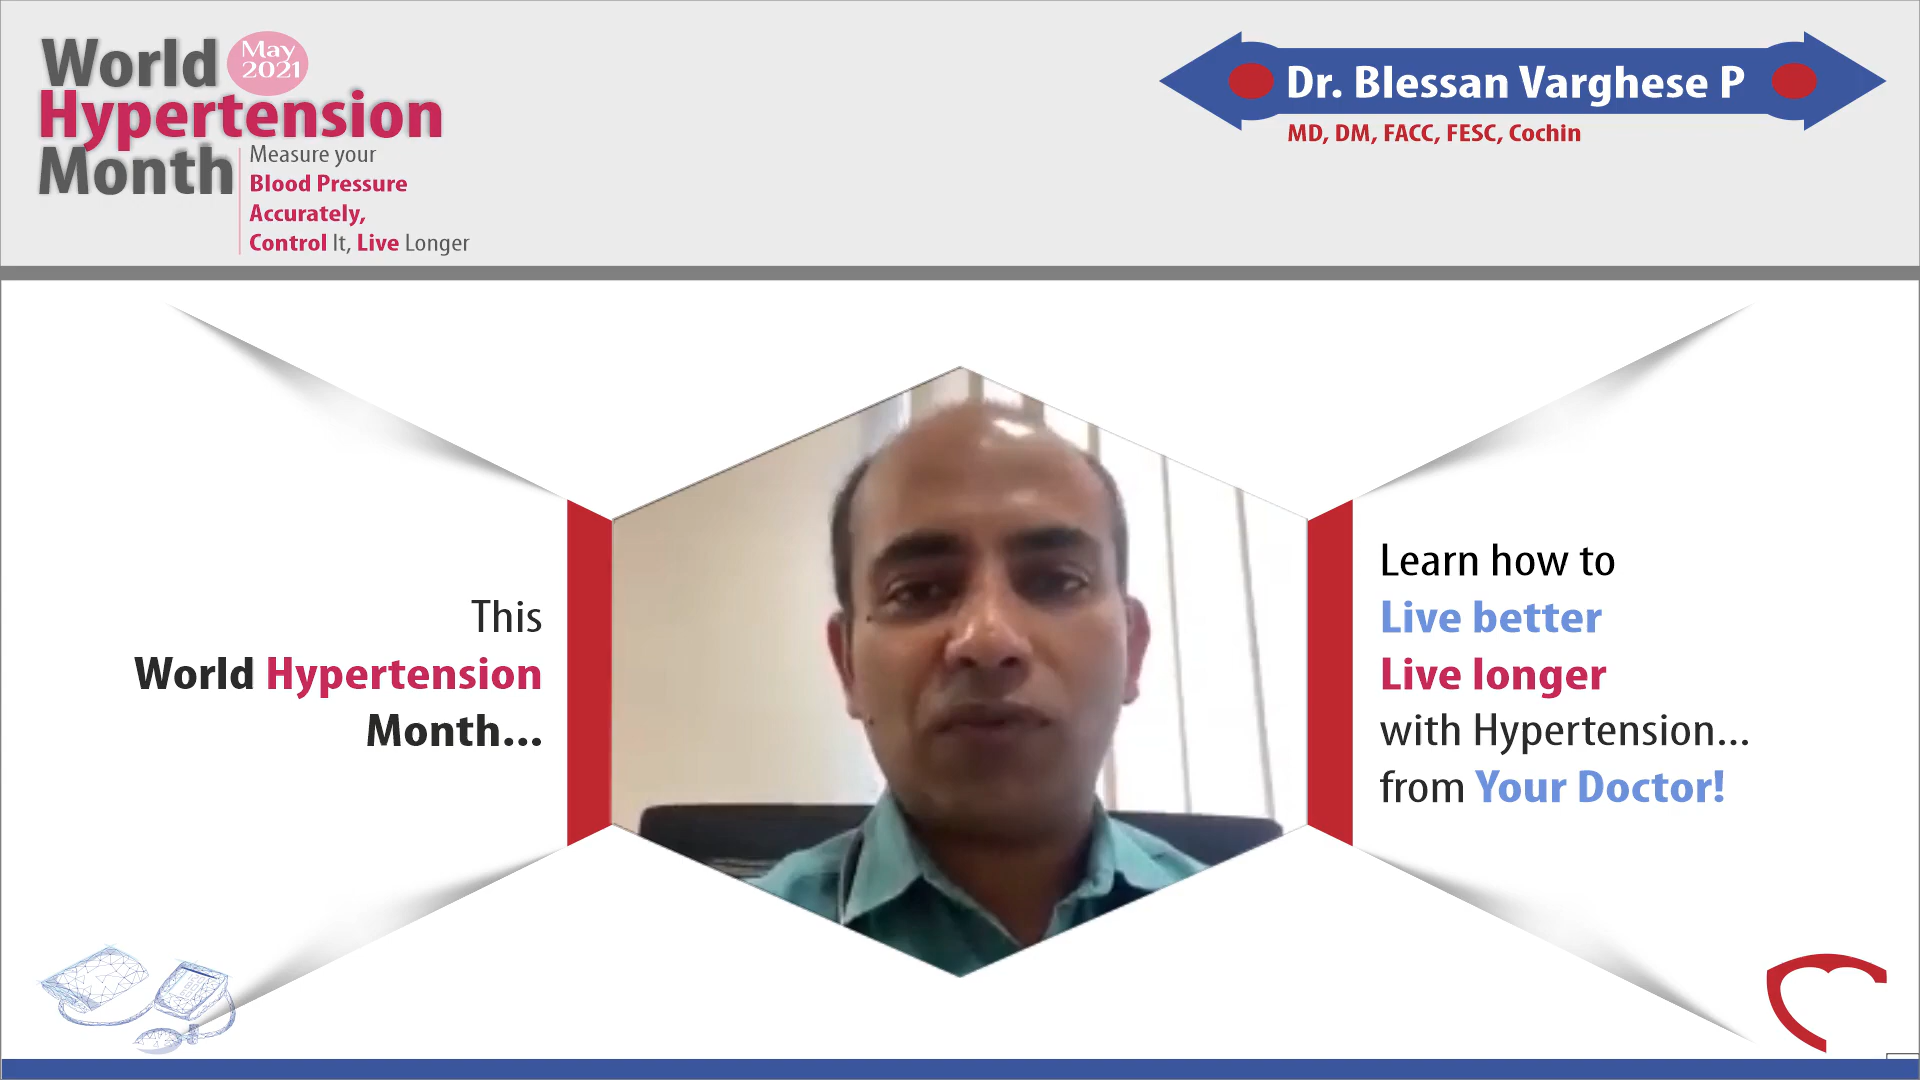 World May 2021
Hypertension
Month
Measure your
Blood Pressure
Accurately,
Control It, Live Longer
Dr. Blessan Varghese P
MD, DM, FACC, FESC, Cochin
This
World Hypertension
Month...
Learn how to
Live better
Live longer
with Hypertension...
from Your Doctor!